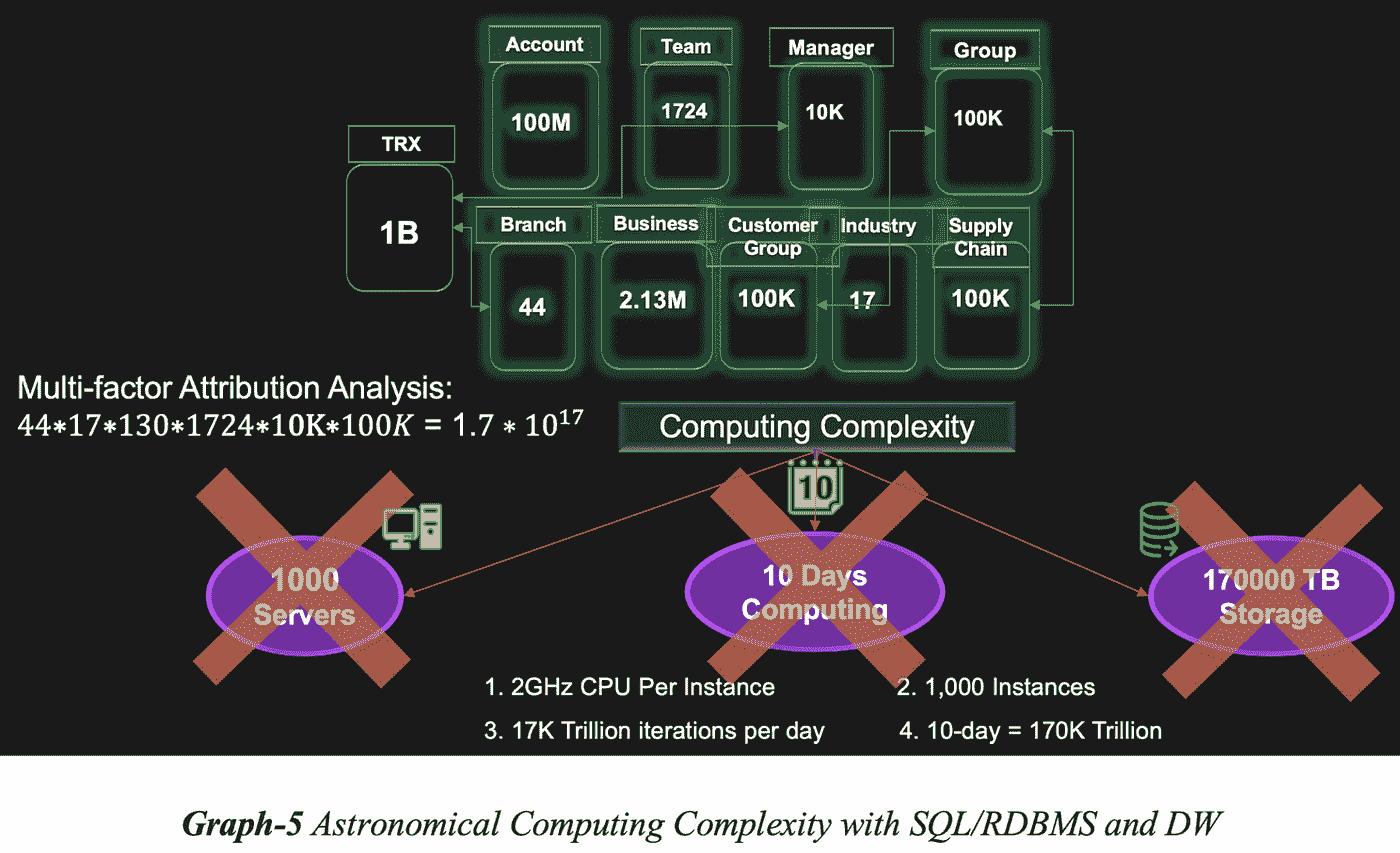 Account
Team
Manager
Group
100M
1724
10K
100K
TRX
1B
Branch
Business
Customer
Group
Industry
Supply
Chain
44
2.13M
100K
17
100K
Multi-factor Attribution Analysis:
44*17*130*1724*10K*100K = 1.7 * 10¹⁷
Computing Complexity
10
1000
Servers
10 Days
Computing
170000 TB
Storage
1. 2GHz CPU Per Instance
2. 1,000 Instances
3. 17K Trillion iterations per day
4. 10-day = 170K Trillion
Graph-5 Astronomical Computing Complexity with SQL/RDBMS and DW